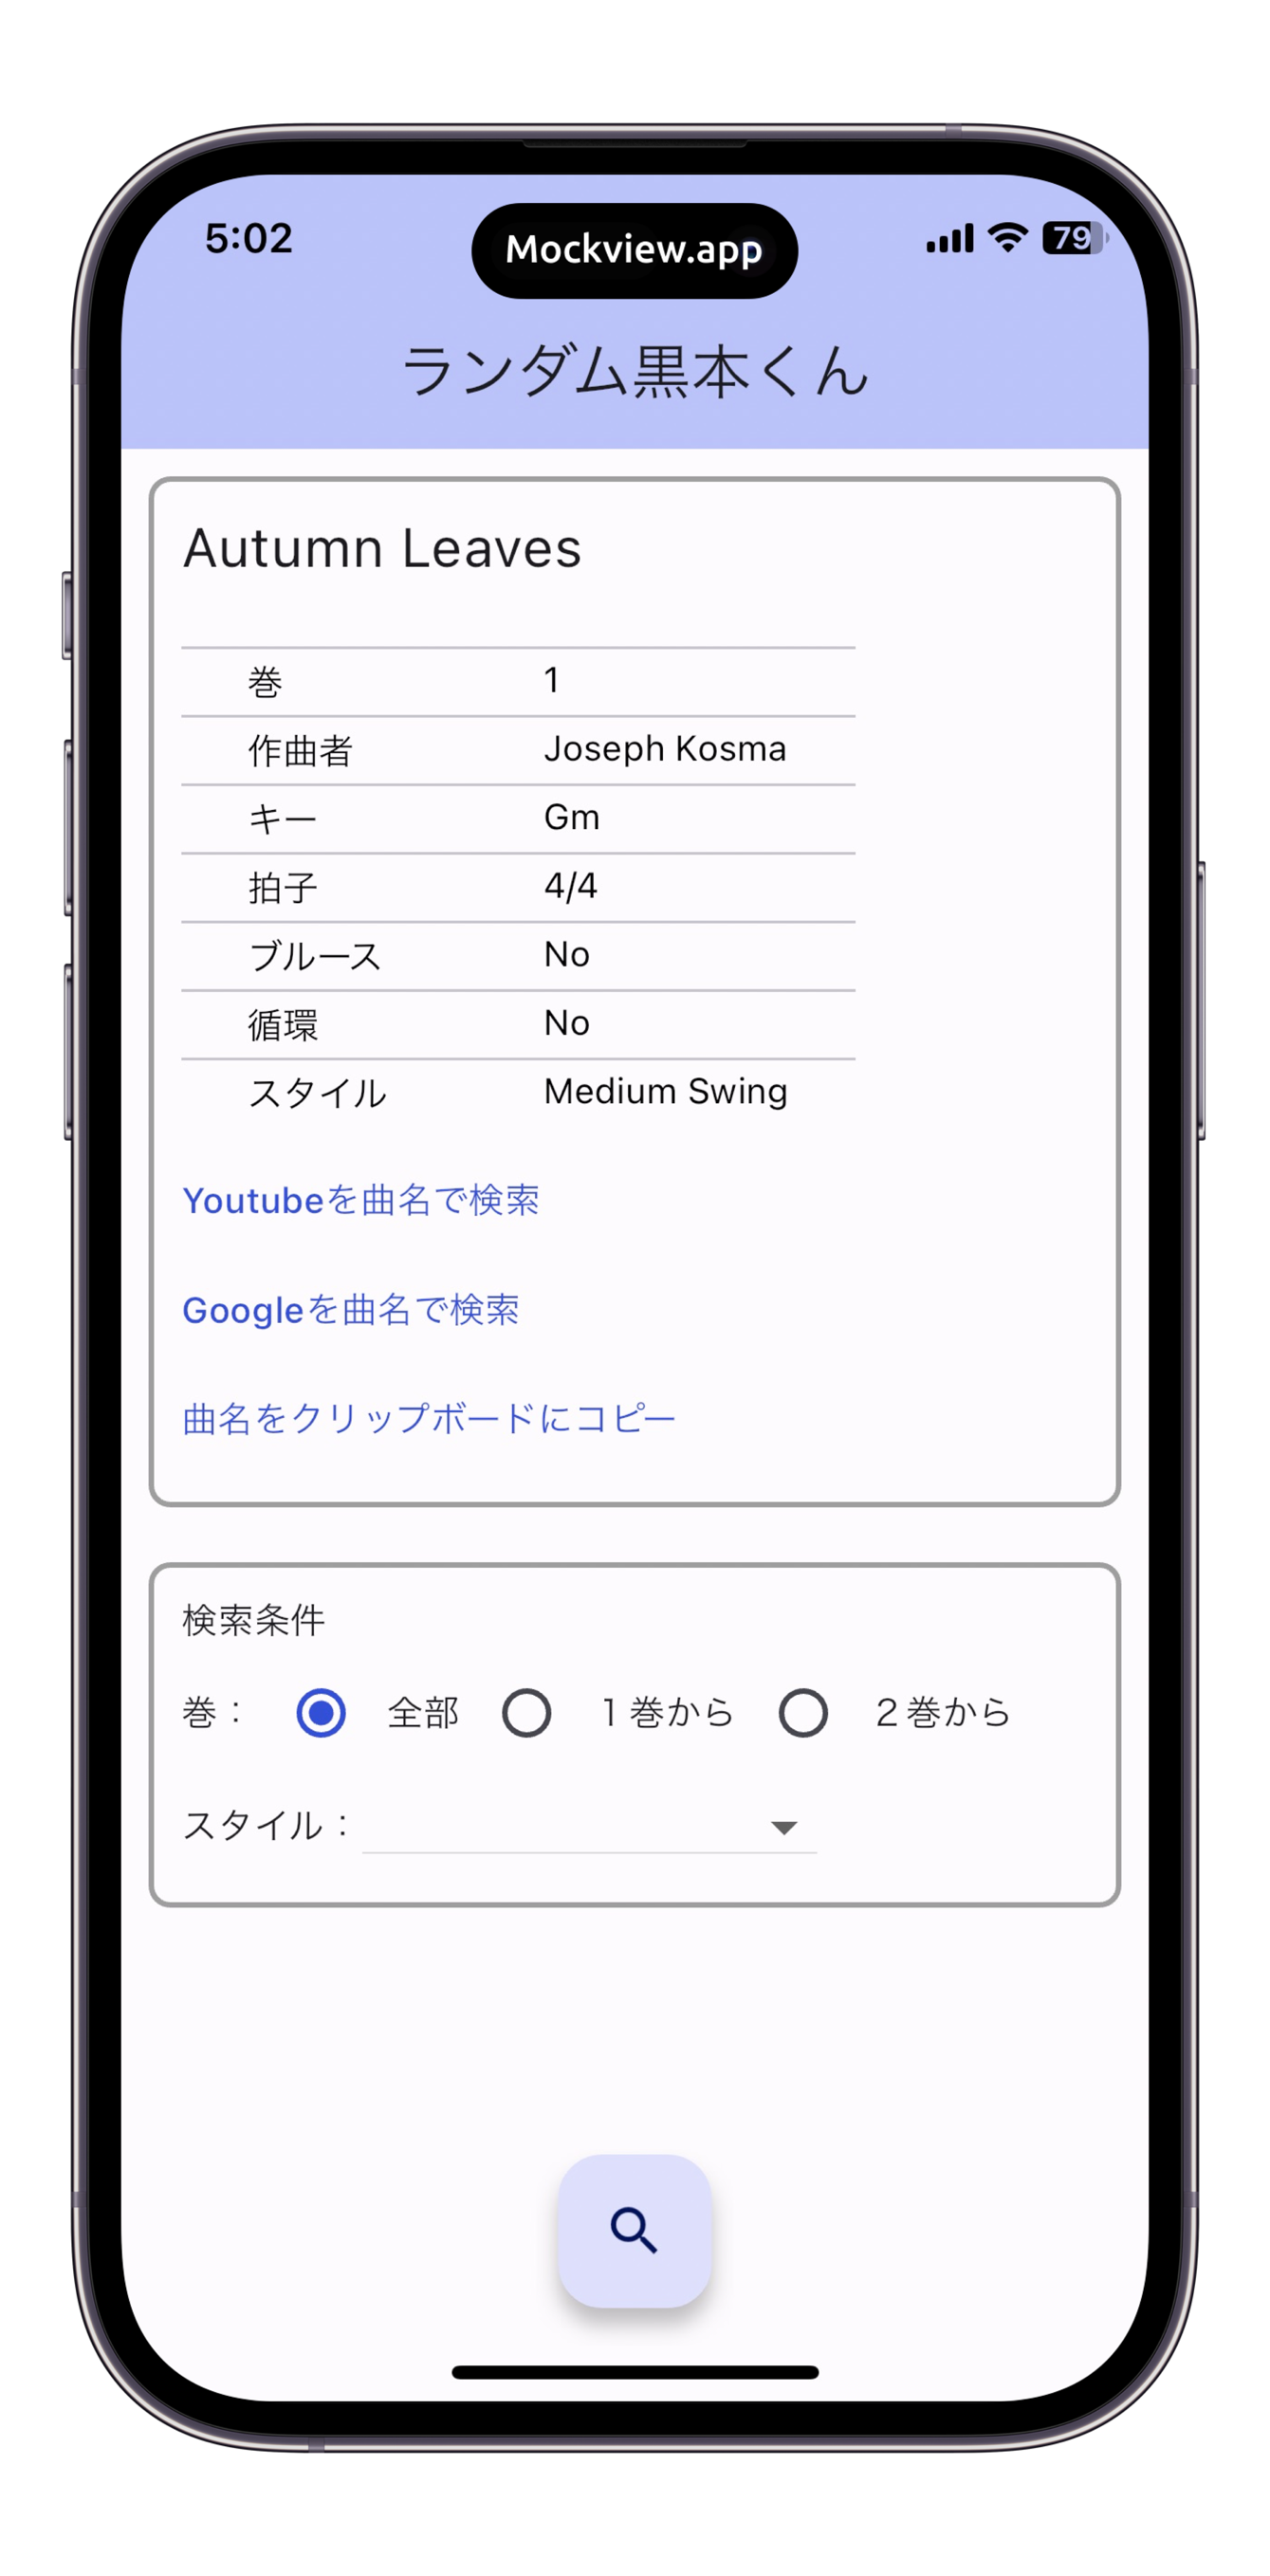 5:02
Mockview.app
79
ランダム黒本くん
Autumn Leaves
巻 1
作曲者 Joseph Kosma
キー Gm
拍子 4/4
ブルース No
循環 No
スタイル Medium Swing
Youtubeを曲名で検索
Googleを曲名で検索
曲名をクリップボードにコピー
検索条件
巻： 全部 １巻から ２巻から
スタイル：